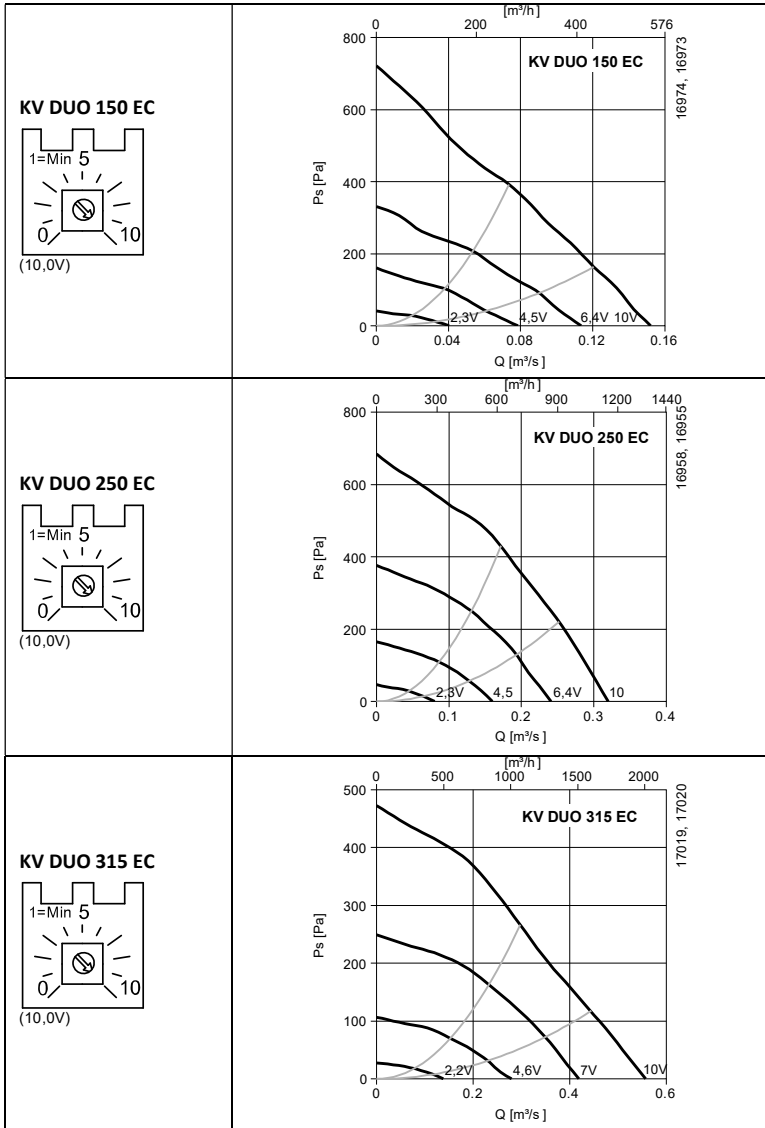 KV DUO 150 EC
1=Min 5
0 10
(10,0V)
[m³/h]
0 200 400 576
800
600
400
200
0
Ps [Pa]
KV DUO 150 EC
16974, 16973
2,3V 4,5V 6,4V 10V
0 0.04 0.08 0.12 0.16
Q [m³/s ]
KV DUO 250 EC
1=Min 5
0 10
(10,0V)
[m³/h]
0 300 600 900 1200 1440
800
600
400
200
0
Ps [Pa]
KV DUO 250 EC
16958, 16955
2,3V 4,5 6,4V 10
0 0.1 0.2 0.3 0.4
Q [m³/s ]
KV DUO 315 EC
1=Min 5
0 10
(10,0V)
[m³/h]
0 500 1000 1500 2000
500
400
300
200
100
0
Ps [Pa]
KV DUO 315 EC
17019, 17020
2,2V 4,6V 7V 10V
0 0.2 0.4 0.6
Q [m³/s ]